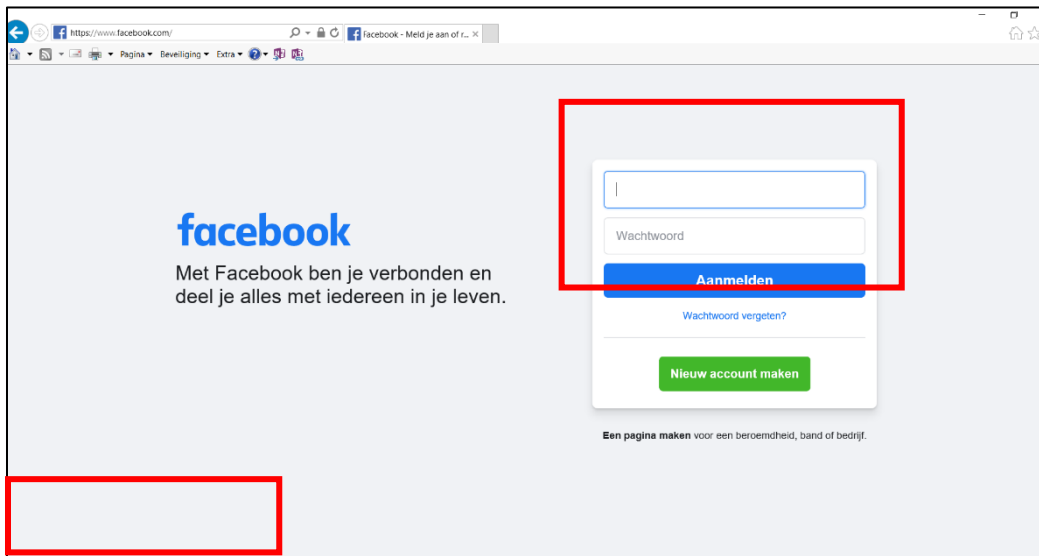 https://www.facebook.com/
Facebook - Meld je aan of r...
Pagina Beveiliging Extra
facebook
Met Facebook ben je verbonden en
deel je alles met iedereen in je leven.
Wachtwoord
Aanmelden
Wachtwoord vergeten?
Nieuw account maken
Een pagina maken voor een beroemdheid, band of bedrijf.